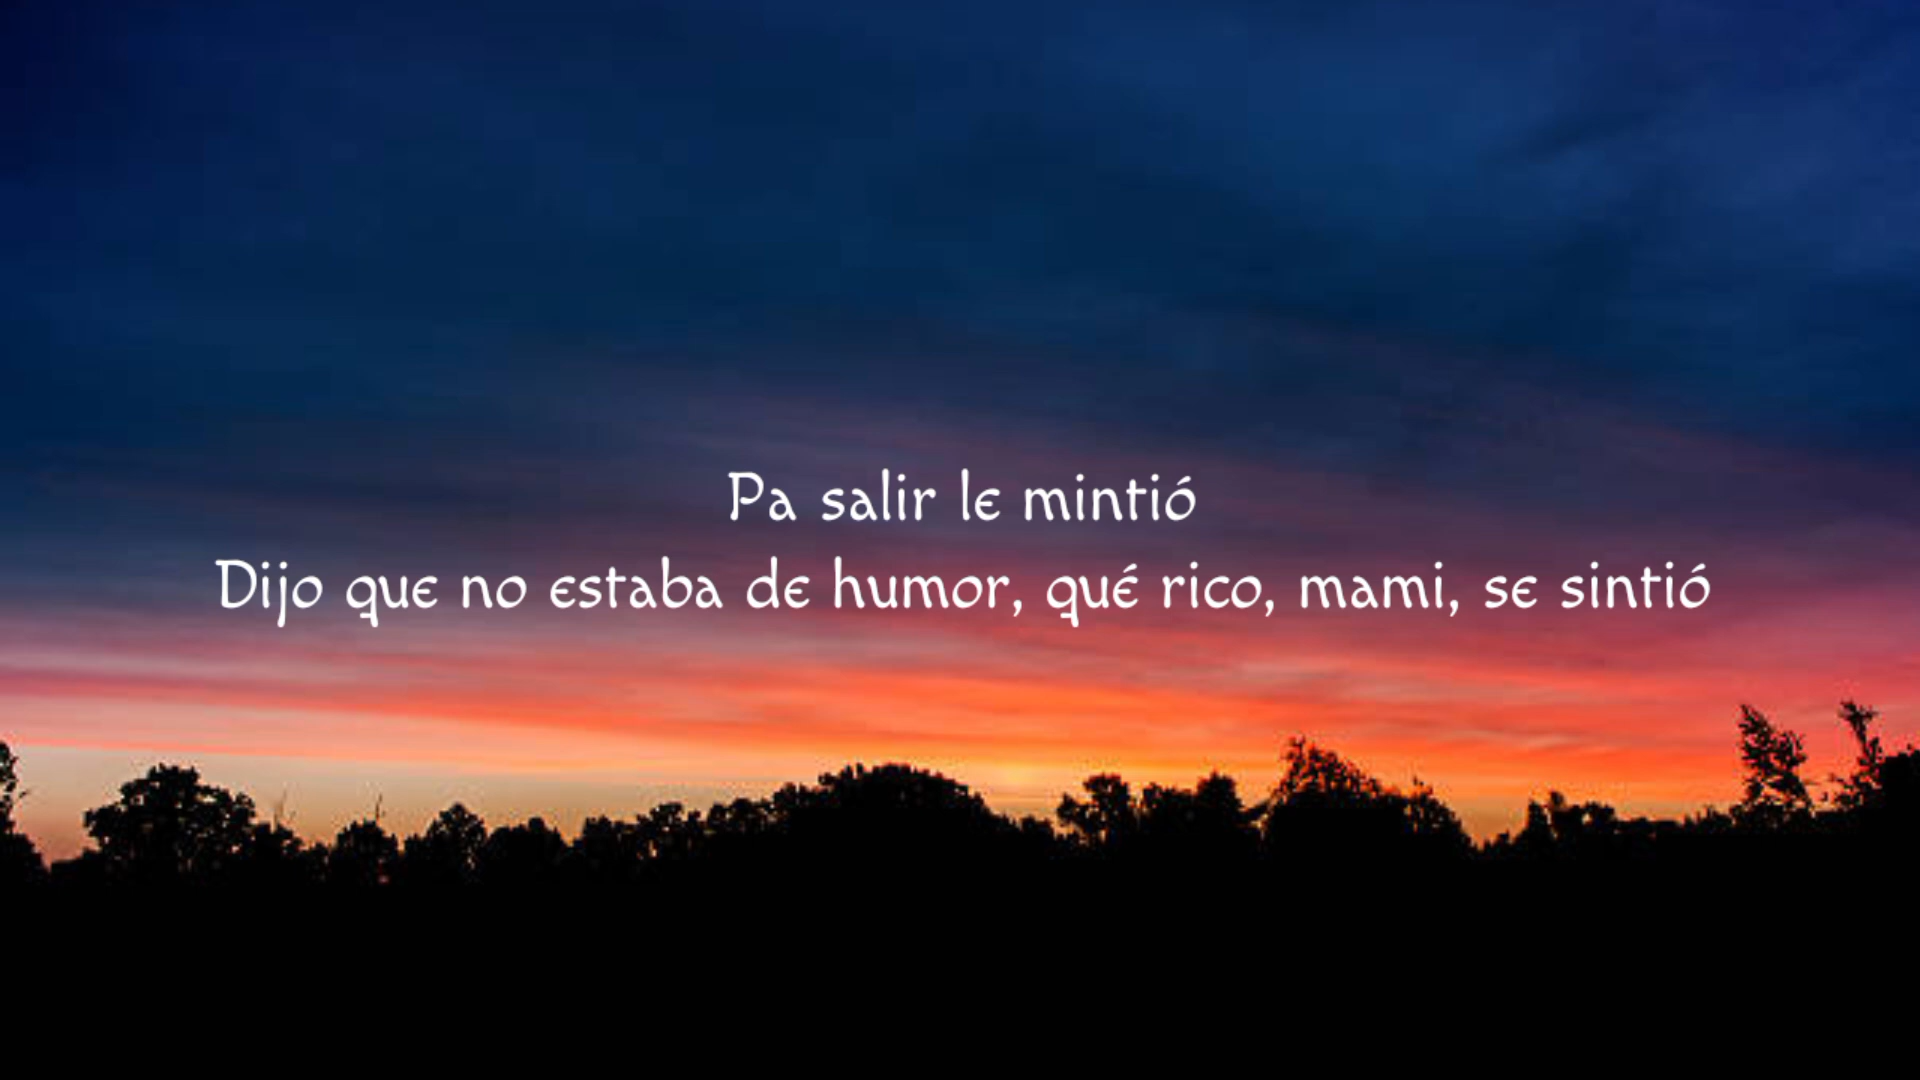 Pa salir le mintió
Dijo que no estaba de humor, qué rico, mami, se sintió